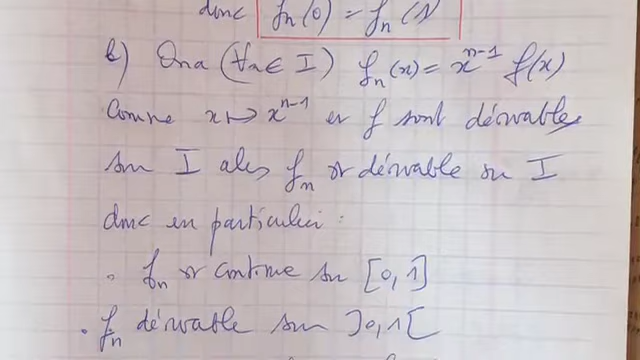 donc fn(0) = fn(1)
b) On a (∀x ∈ I) fn(x) = x^{n-1} f(x)
Comme x ↦ x^{n-1} et f sont dérivables
sur I alors fn est dérivable sur I
donc en particulier :
• fn est continue sur [0,1]
• fn dérivable sur ]0,1[